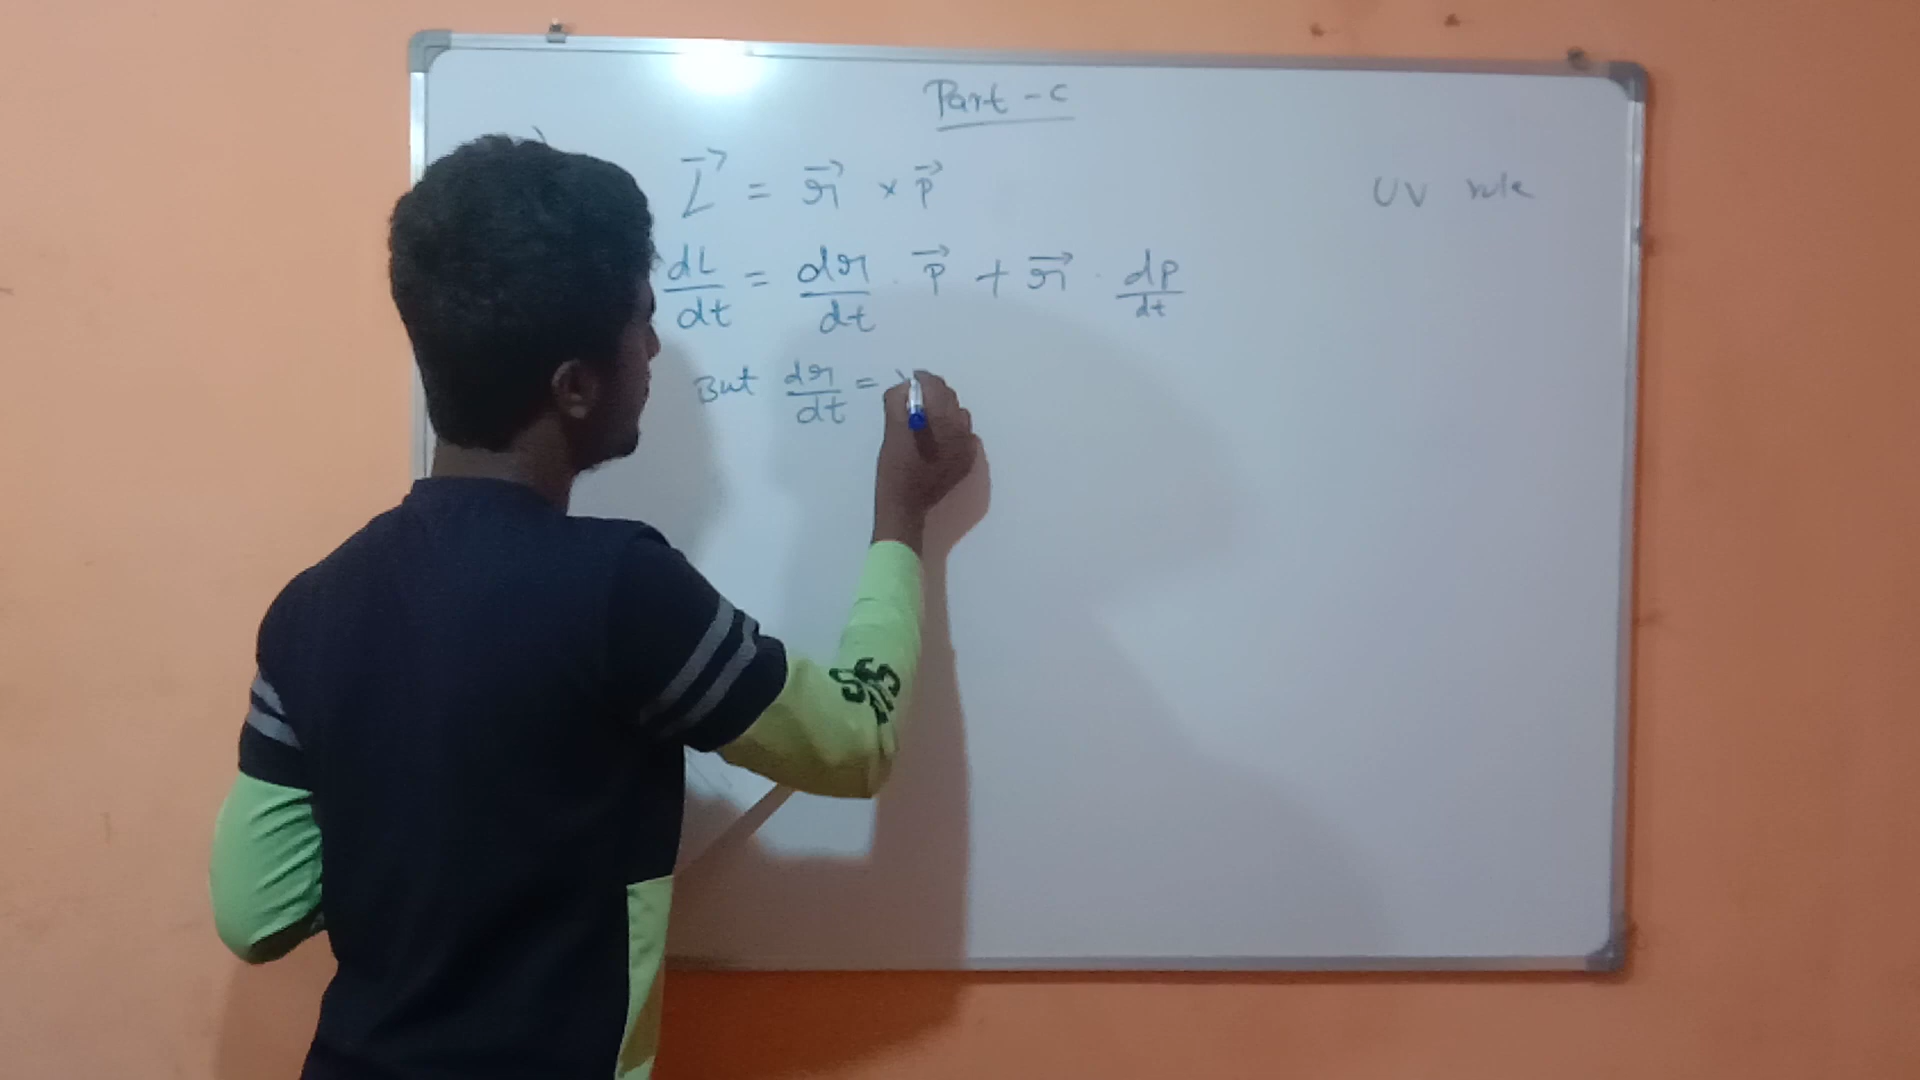 Part - C
L⃗ = r⃗ × p⃗
UV rule
dL/dt = dr/dt · p⃗ + r⃗ · dp/dt
But dr/dt =